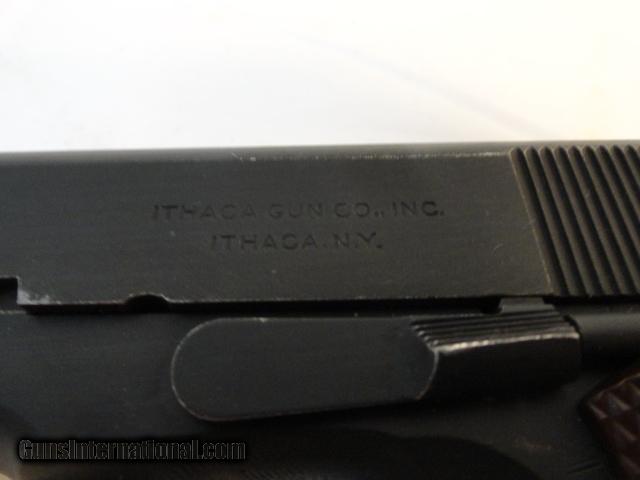 ITHACA GUN CO., INC.
ITHACA. N.Y.
GunsInternational.com